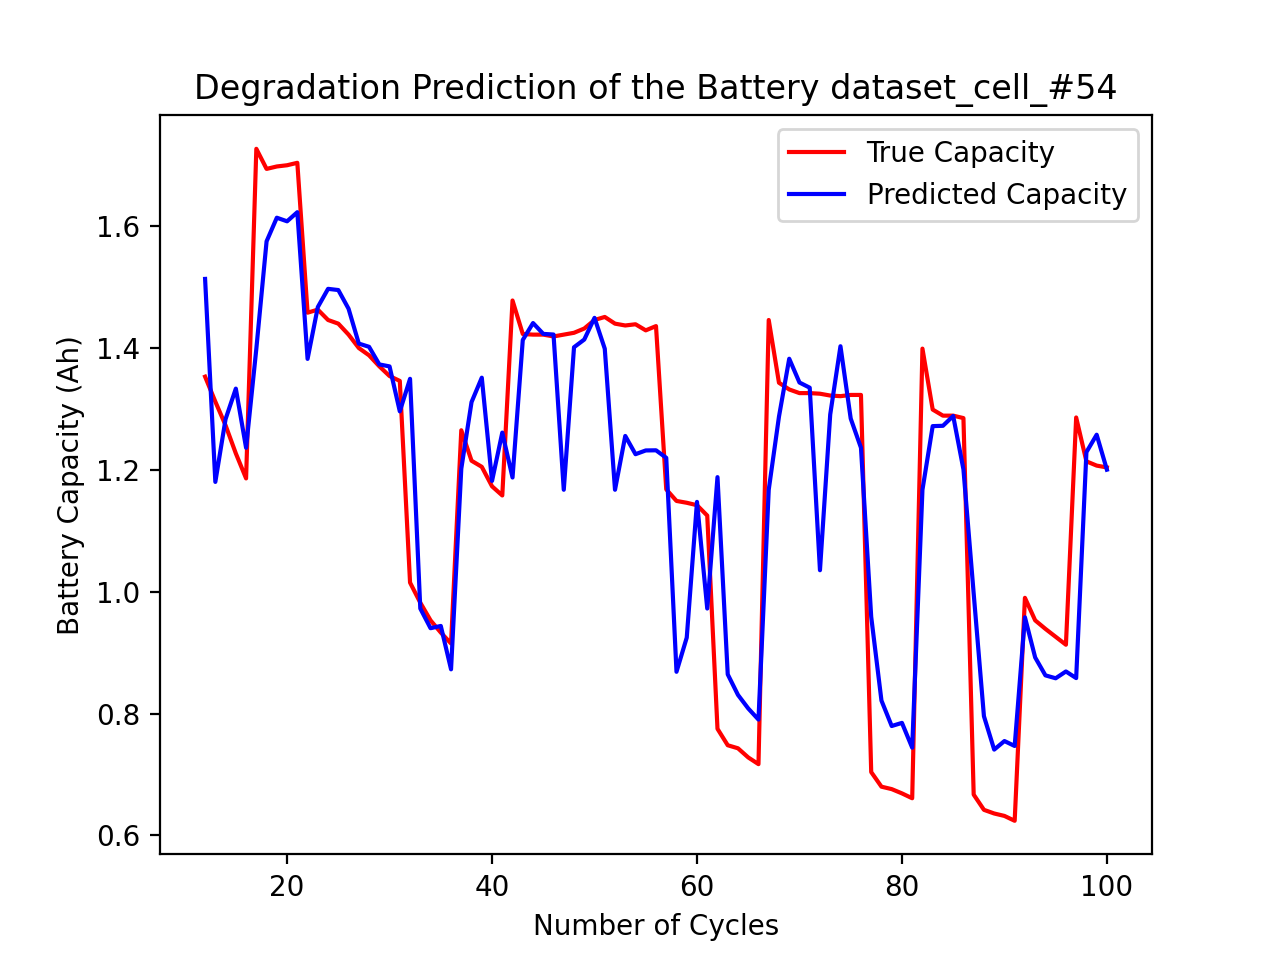 Degradation Prediction of the Battery dataset_cell_#54
True Capacity
Predicted Capacity
Battery Capacity (Ah)
1.6
1.4
1.2
1.0
0.8
0.6
20 40 60 80 100
Number of Cycles